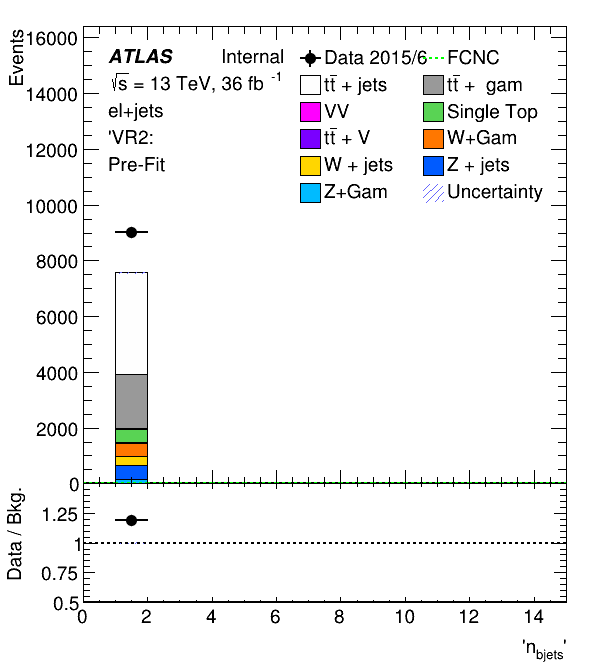 Events
16000
14000
12000
10000
8000
6000
4000
2000
0
ATLAS Internal
√s = 13 TeV, 36 fb⁻¹
el+jets
'VR2:
Pre-Fit
Data 2015/6
FCNC
tt̄ + jets
tt̄ + gam
VV
Single Top
tt̄ + V
W+Gam
W + jets
Z + jets
Z+Gam
Uncertainty
Data / Bkg.
1.25
1
0.75
0.5
0 2 4 6 8 10 12 14
'n_bjets'